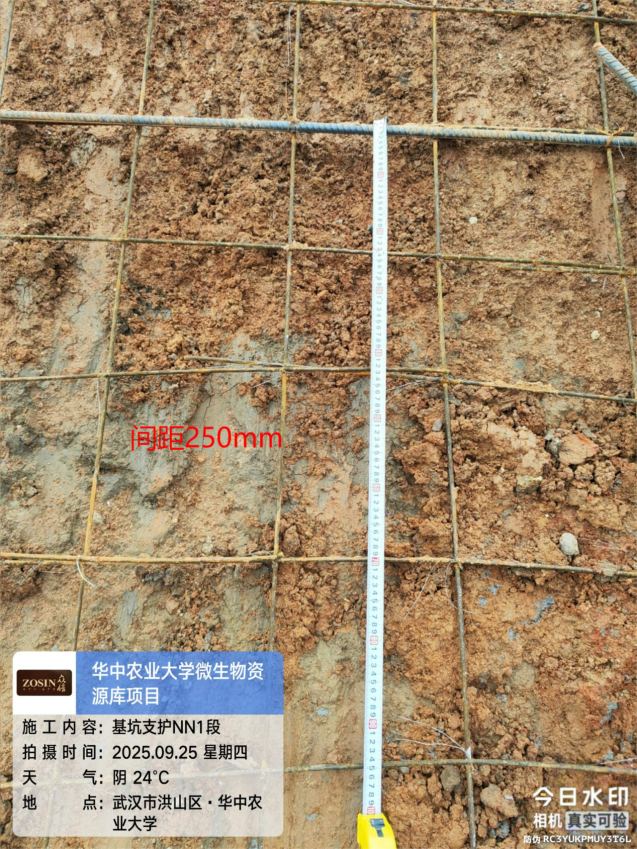 间距250mm
ZOSIN 众信
华中农业大学微生物资
源库项目
施工内容：基坑支护NN1段
拍摄时间：2025.09.25 星期四
天气：阴 24°C
地点：武汉市洪山区·华中农
业大学
今日水印
相机 真实可验
防伪 RC3YUKPMUY3T6L